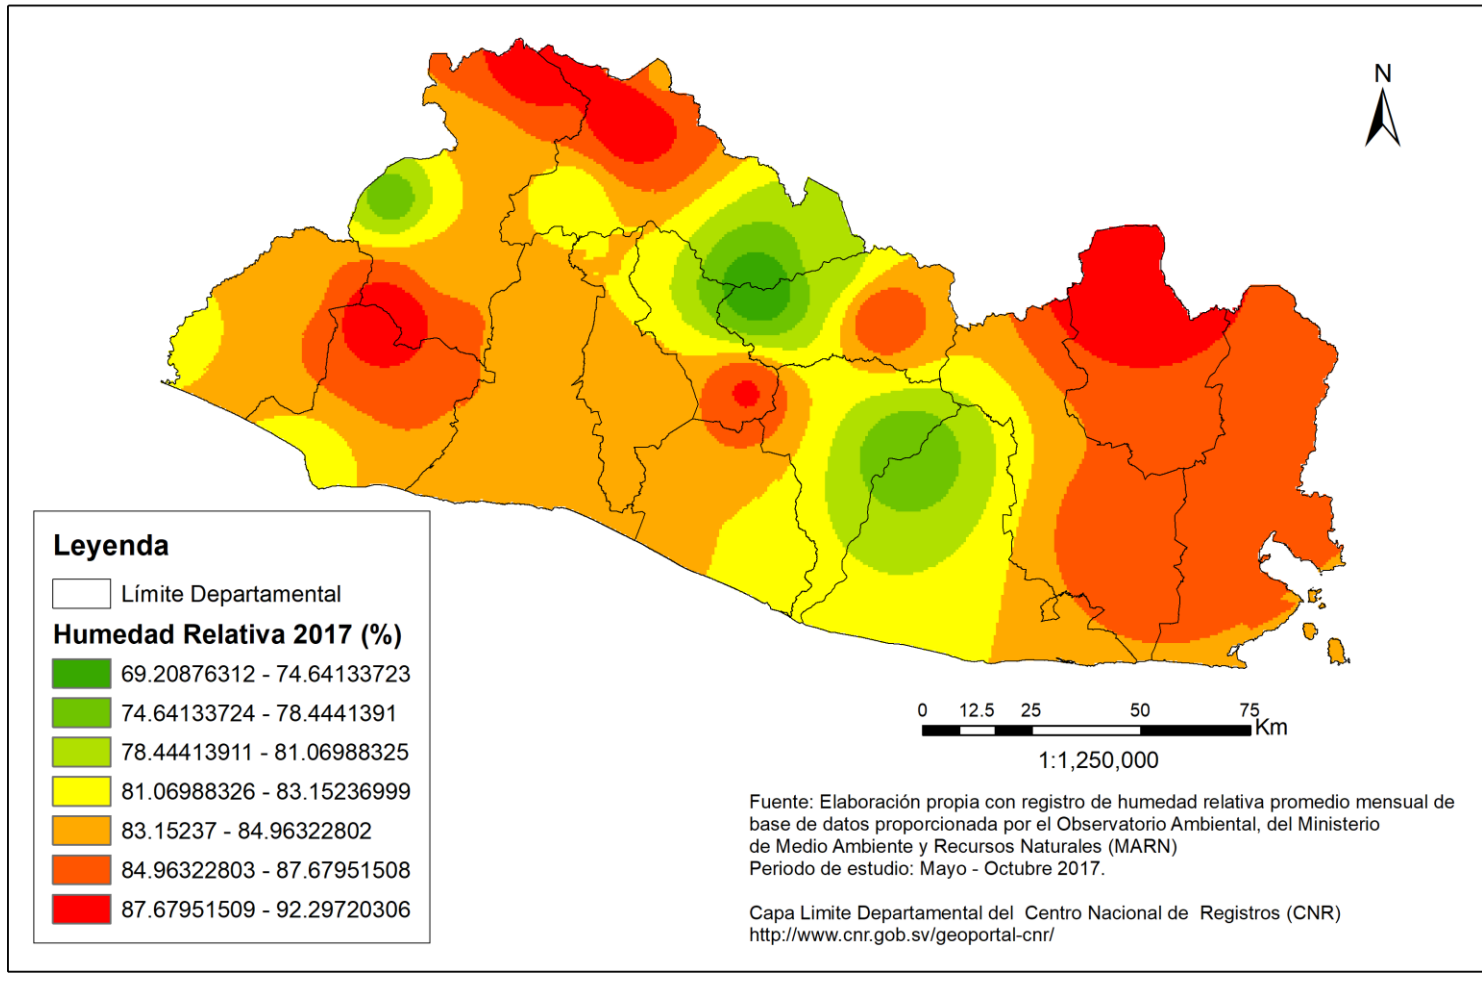 N
Leyenda
Límite Departamental
Humedad Relativa 2017 (%)
69.20876312 - 74.64133723
74.64133724 - 78.4441391
78.44413911 - 81.06988325
81.06988326 - 83.15236999
83.15237 - 84.96322802
84.96322803 - 87.67951508
87.67951509 - 92.29720306
0 12.5 25 50 75
Km
1:1,250,000
Fuente: Elaboración propia con registro de humedad relativa promedio mensual de
base de datos proporcionada por el Observatorio Ambiental, del Ministerio
de Medio Ambiente y Recursos Naturales (MARN)
Periodo de estudio: Mayo - Octubre 2017.
Capa Limite Departamental del Centro Nacional de Registros (CNR)
http://www.cnr.gob.sv/geoportal-cnr/